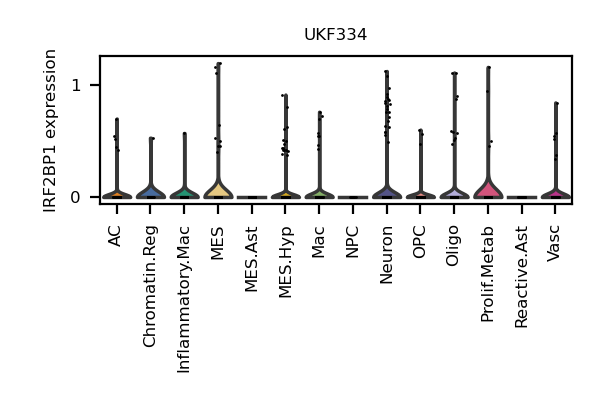 UKF334
IRF2BP1 expression
1
0
AC
Chromatin.Reg
Inflammatory.Mac
MES
MES.Ast
MES.Hyp
Mac
NPC
Neuron
OPC
Oligo
Prolif.Metab
Reactive.Ast
Vasc